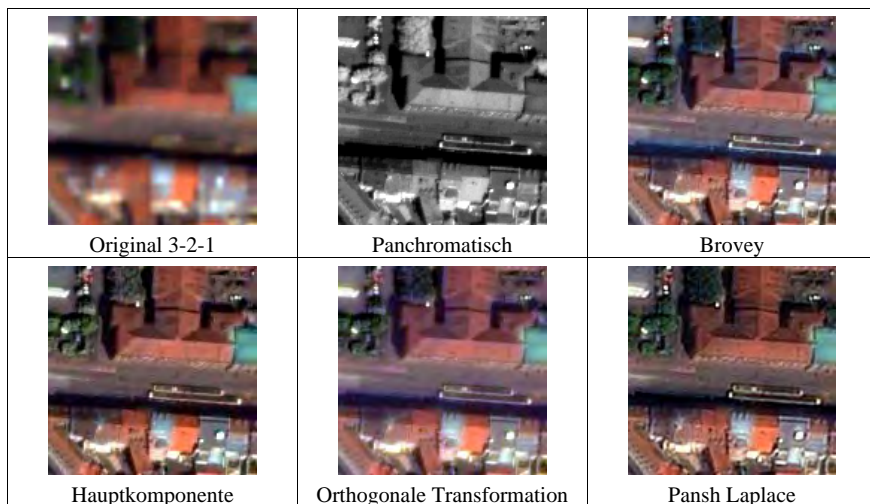 Original 3-2-1
Panchromatisch
Brovey
Hauptkomponente
Orthogonale Transformation
Pansh Laplace